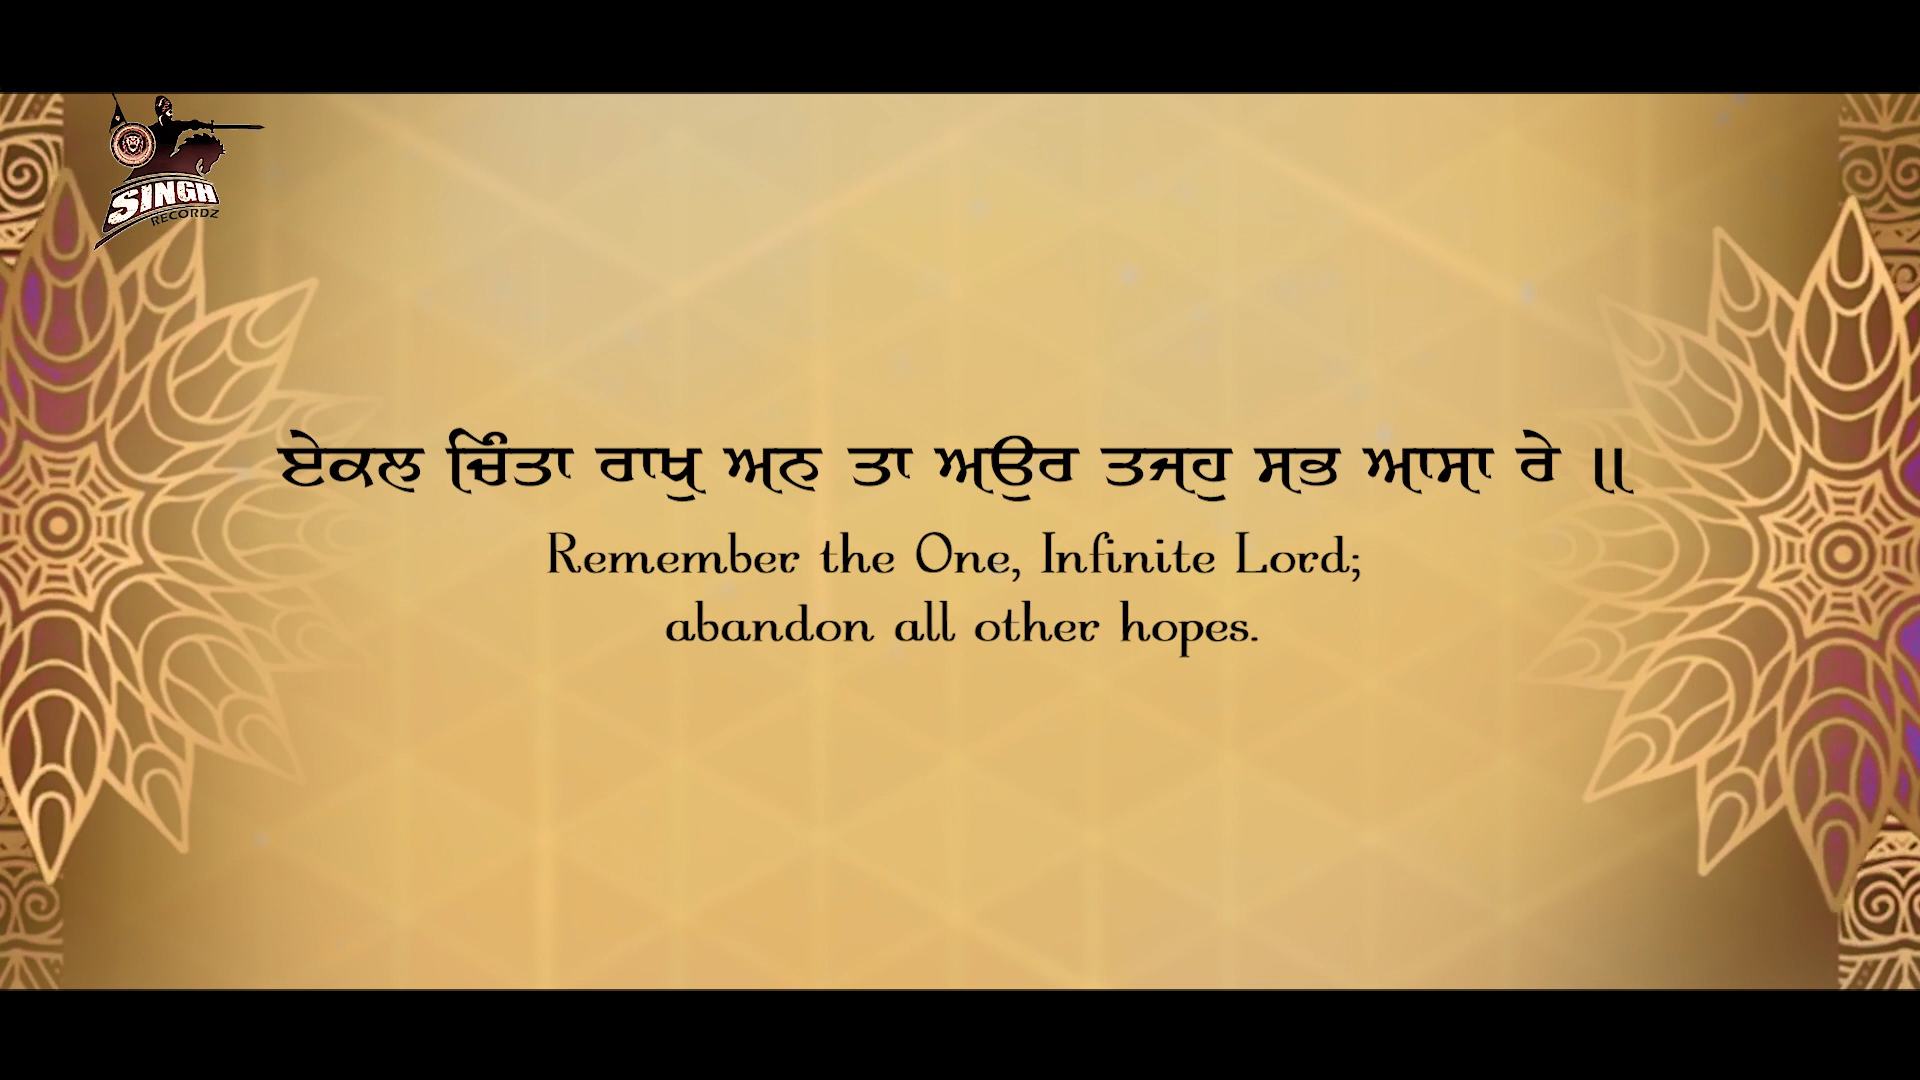 SINGH
RECORDZ
ਏਕਲ ਚਿੰਤਾ ਰਾਖੁ ਅਨ ਤਾ ਅਉਰ ਤਜਹੁ ਸਭ ਆਸਾ ਰੇ ॥
Remember the One, Infinite Lord;
abandon all other hopes.